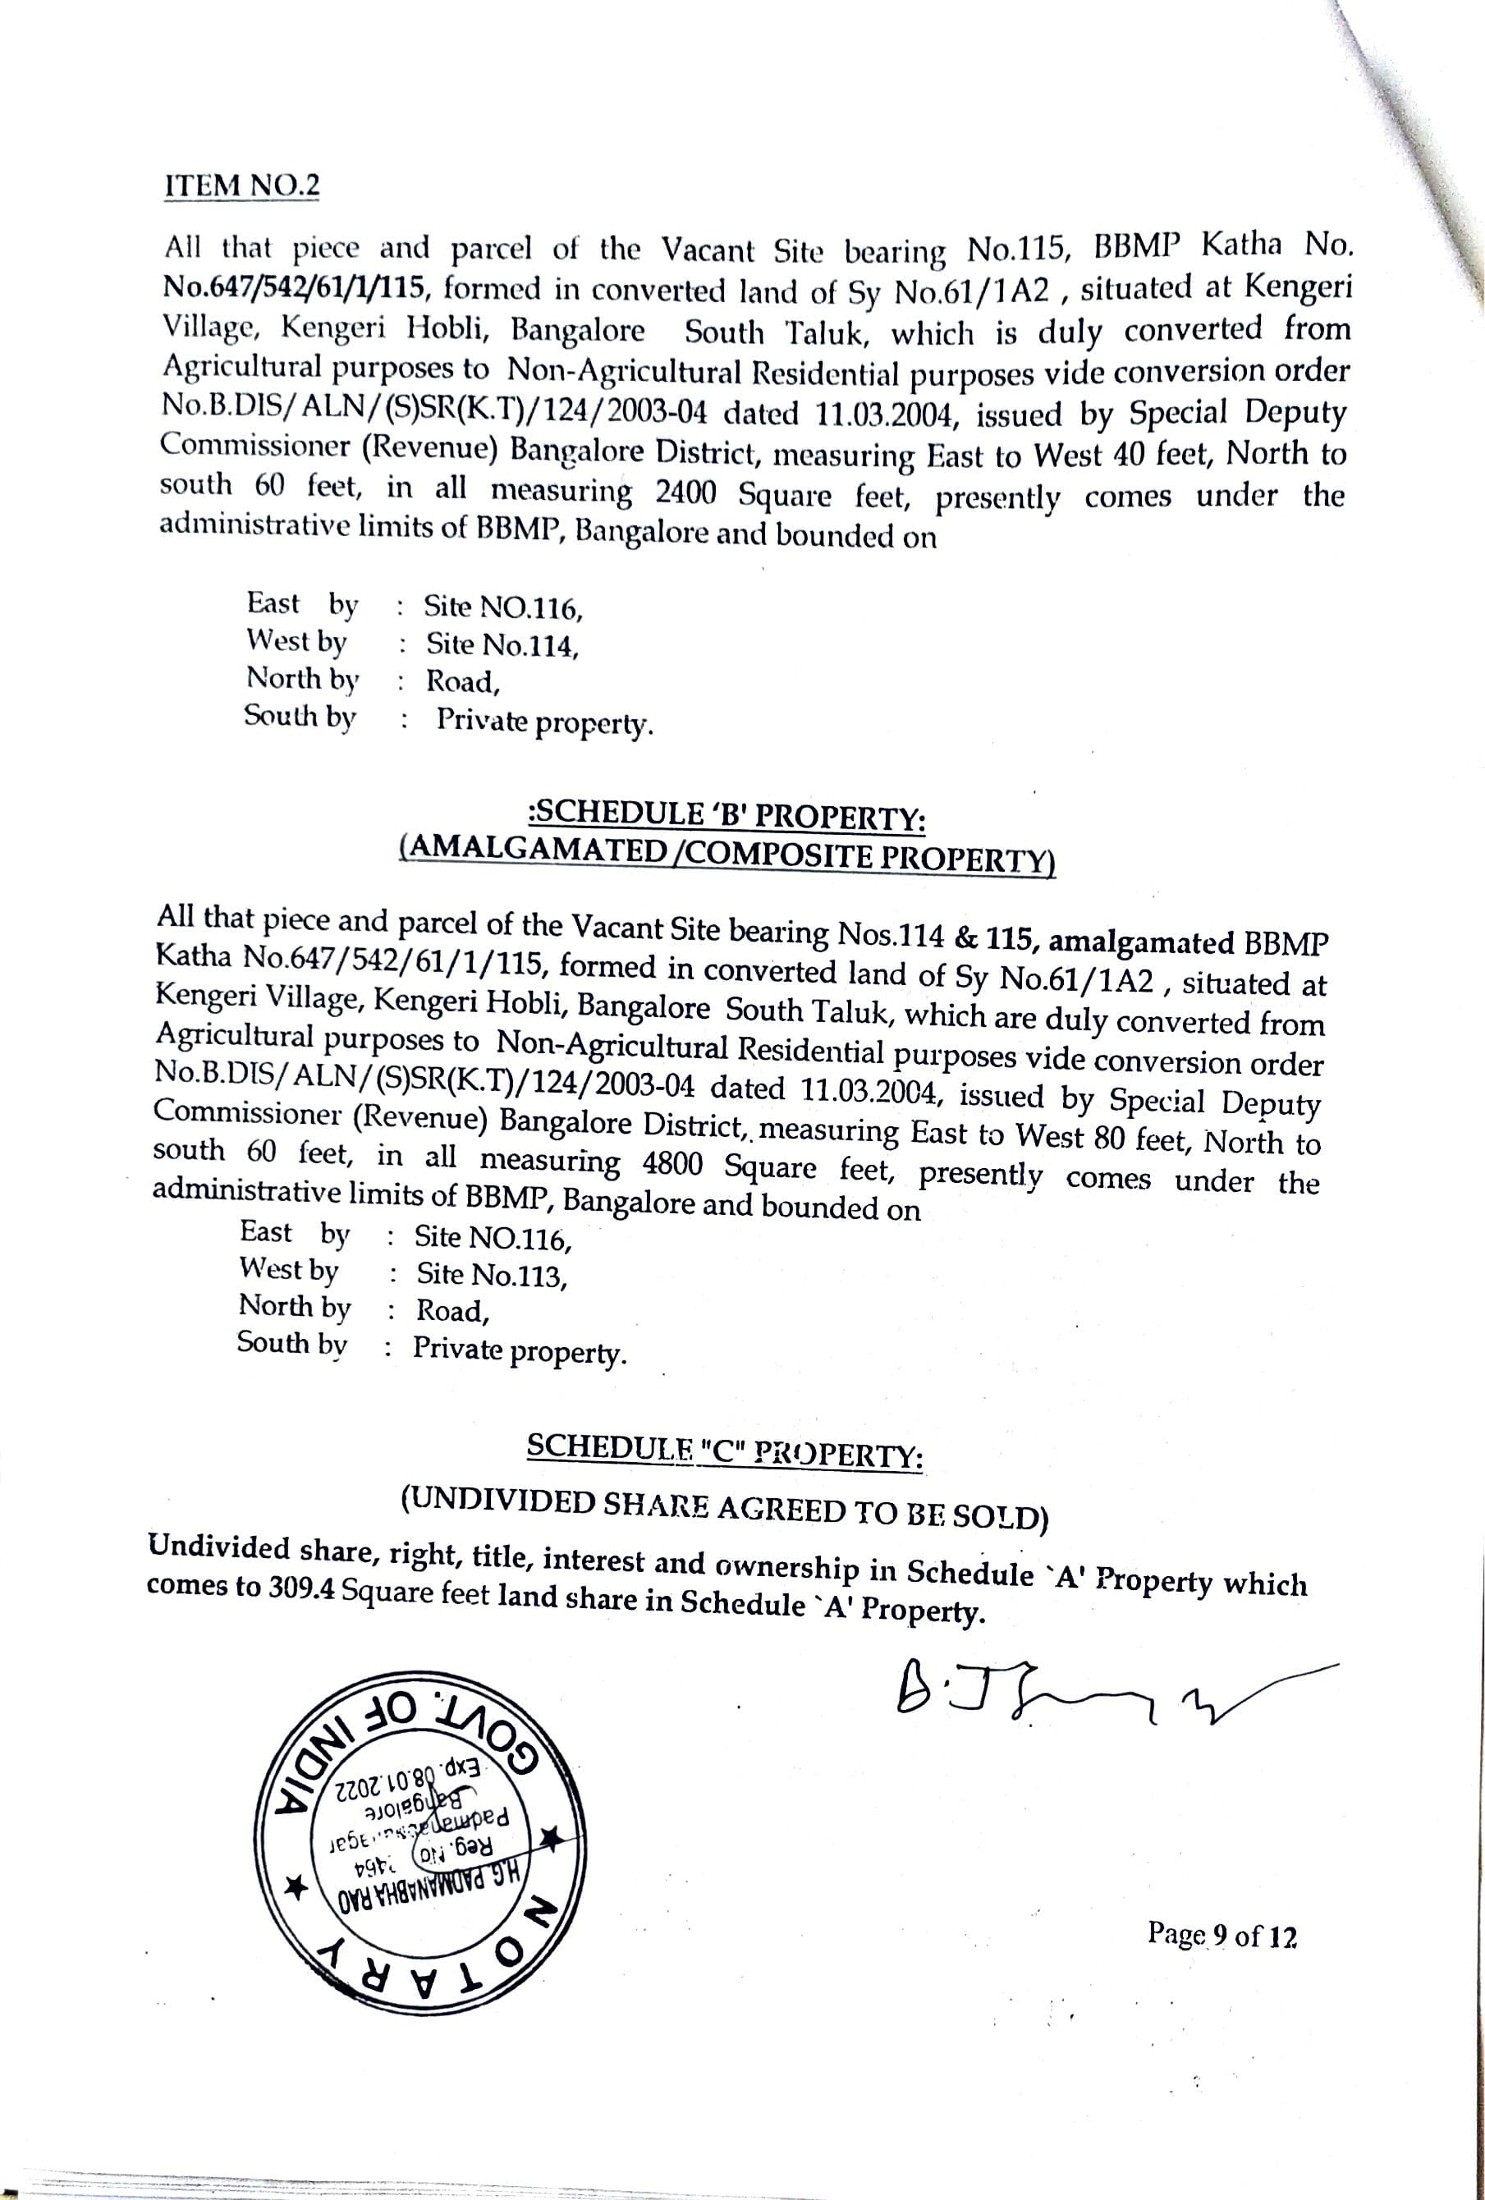 ITEM NO.2
All that piece and parcel of the Vacant Site bearing No.115, BBMP Katha No.
No.647/542/61/1/115, formed in converted land of Sy No.61/1A2 , situated at Kengeri
Village, Kengeri Hobli, Bangalore South Taluk, which is duly converted from
Agricultural purposes to Non-Agricultural Residential purposes vide conversion order
No.B.DIS/ALN/(S)SR(K.T)/124/2003-04 dated 11.03.2004, issued by Special Deputy
Commissioner (Revenue) Bangalore District, measuring East to West 40 feet, North to
south 60 feet, in all measuring 2400 Square feet, presently comes under the
administrative limits of BBMP, Bangalore and bounded on
East by : Site NO.116,
West by : Site No.114,
North by : Road,
South by : Private property.
:SCHEDULE 'B' PROPERTY:
(AMALGAMATED /COMPOSITE PROPERTY)
All that piece and parcel of the Vacant Site bearing Nos.114 & 115, amalgamated BBMP
Katha No.647/542/61/1/115, formed in converted land of Sy No.61/1A2 , situated at
Kengeri Village, Kengeri Hobli, Bangalore South Taluk, which are duly converted from
Agricultural purposes to Non-Agricultural Residential purposes vide conversion order
No.B.DIS/ALN/(S)SR(K.T)/124/2003-04 dated 11.03.2004, issued by Special Deputy
Commissioner (Revenue) Bangalore District, measuring East to West 80 feet, North to
south 60 feet, in all measuring 4800 Square feet, presently comes under the
administrative limits of BBMP, Bangalore and bounded on
East by : Site NO.116,
West by : Site No.113,
North by : Road,
South by : Private property.
SCHEDULE "C" PROPERTY:
(UNDIVIDED SHARE AGREED TO BE SOLD)
Undivided share, right, title, interest and ownership in Schedule `A' Property which
comes to 309.4 Square feet land share in Schedule `A' Property.
NOTARY
H.G. PADMANABHA RAO
Reg. No
Bangalore
Exp. 08.01.2022
GOVT. OF INDIA
Page 9 of 12